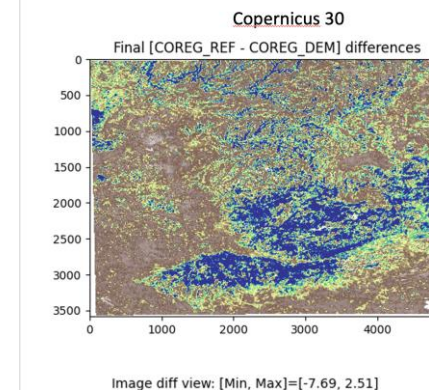 Copernicus 30
Final [COREG_REF - COREG_DEM] differences
0
500
1000
1500
2000
2500
3000
3500
0 1000 2000 3000 4000
Image diff view: [Min, Max]=[-7.69, 2.51]